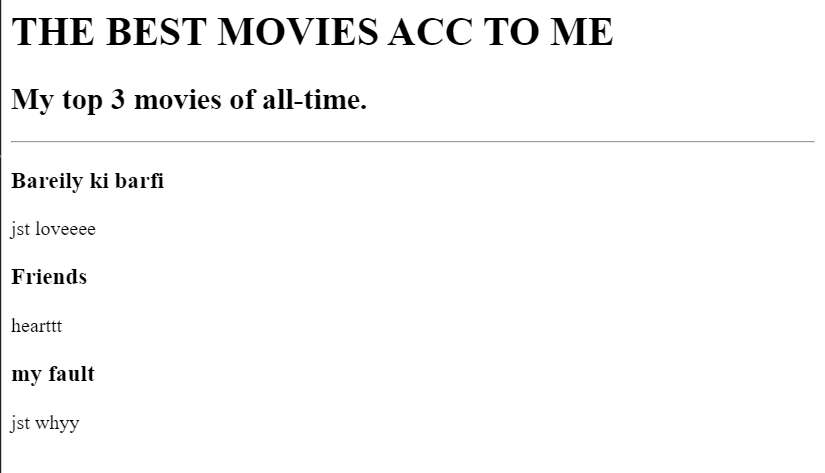 THE BEST MOVIES ACC TO ME
My top 3 movies of all-time.
Bareily ki barfi
jst loveeee
Friends
hearttt
my fault
jst whyy